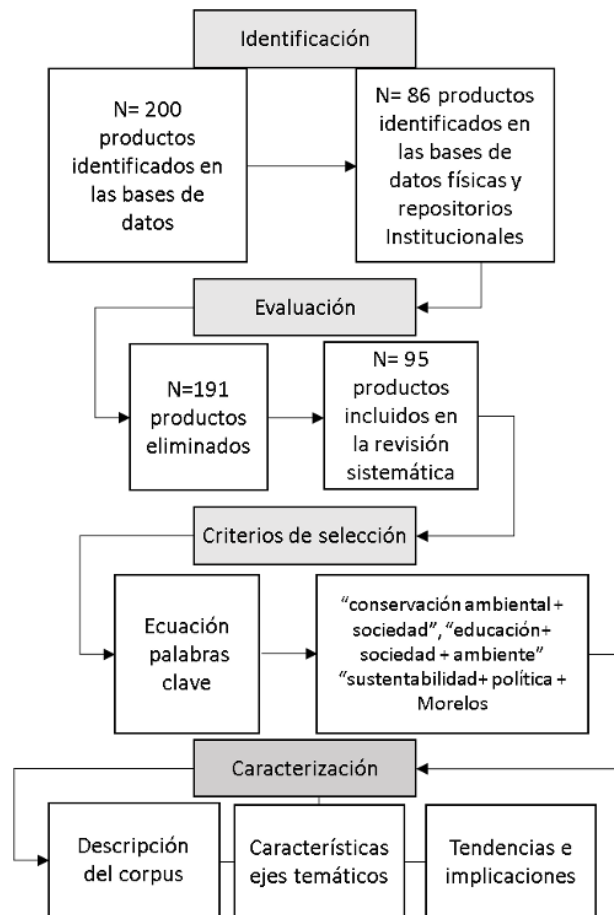 Identificación
N= 200
productos
identificados en
las bases de
datos
N= 86 productos
identificados en
las bases de
datos físicas y
repositorios
Institucionales
Evaluación
N=191
productos
eliminados
N= 95
productos
incluidos en
la revisión
sistemática
Criterios de selección
Ecuación
palabras
clave
“conservación ambiental +
sociedad”, “educación+
sociedad + ambiente”
“sustentabilidad+ política +
Morelos
Caracterización
Descripción
del corpus
Características
ejes temáticos
Tendencias e
implicaciones